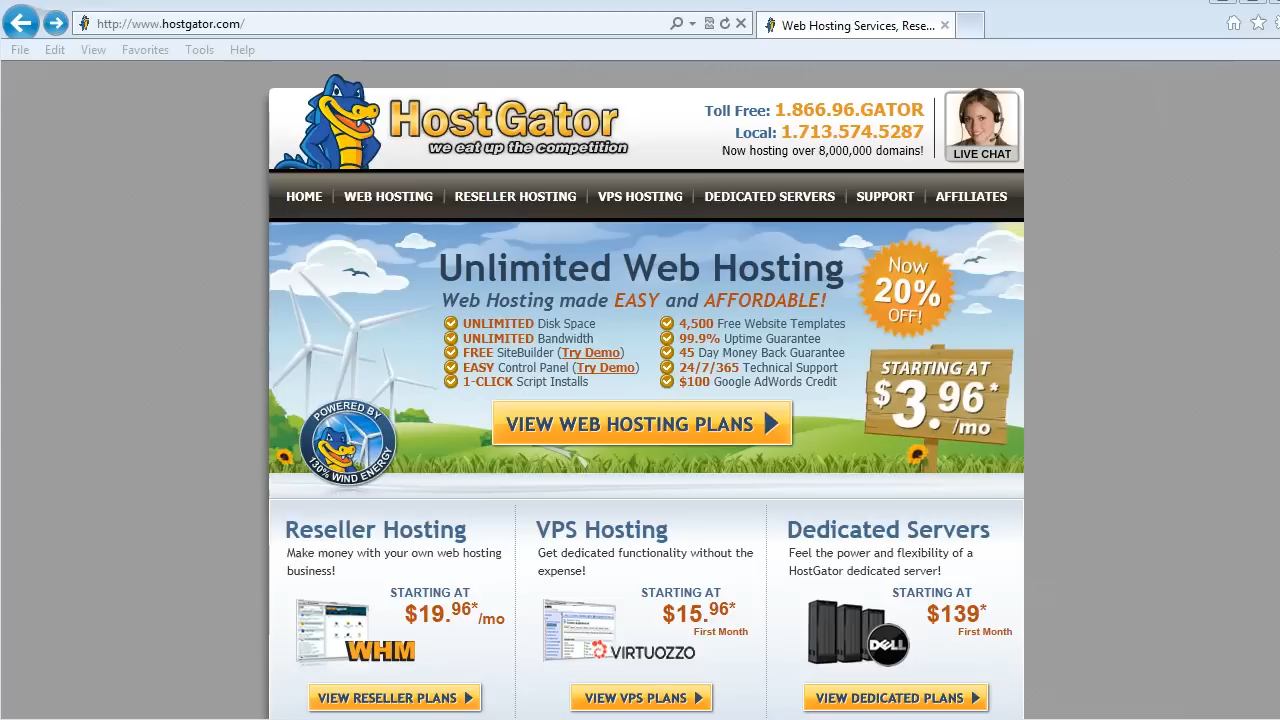 http://www.hostgator.com/
Web Hosting Services, Rese...
File Edit View Favorites Tools Help
HostGator
we eat up the competition
Toll Free: 1.866.96.GATOR
Local: 1.713.574.5287
Now hosting over 8,000,000 domains!
LIVE CHAT
HOME WEB HOSTING RESELLER HOSTING VPS HOSTING DEDICATED SERVERS SUPPORT AFFILIATES
Unlimited Web Hosting
Web Hosting made EASY and AFFORDABLE!
UNLIMITED Disk Space
UNLIMITED Bandwidth
FREE SiteBuilder (Try Demo)
EASY Control Panel (Try Demo)
1-CLICK Script Installs
4,500 Free Website Templates
99.9% Uptime Guarantee
45 Day Money Back Guarantee
24/7/365 Technical Support
$100 Google AdWords Credit
Now
20%
OFF!
STARTING AT
$3.96*
/mo
VIEW WEB HOSTING PLANS
POWERED BY
130% WIND ENERGY
Reseller Hosting
Make money with your own web hosting
business!
STARTING AT
$19.96*/mo
WHM
VIEW RESELLER PLANS
VPS Hosting
Get dedicated functionality without the
expense!
STARTING AT
$15.96*
First Month
VIRTUOZZO
VIEW VPS PLANS
Dedicated Servers
Feel the power and flexibility of a
HostGator dedicated server!
STARTING AT
$139*
First Month
DELL
VIEW DEDICATED PLANS